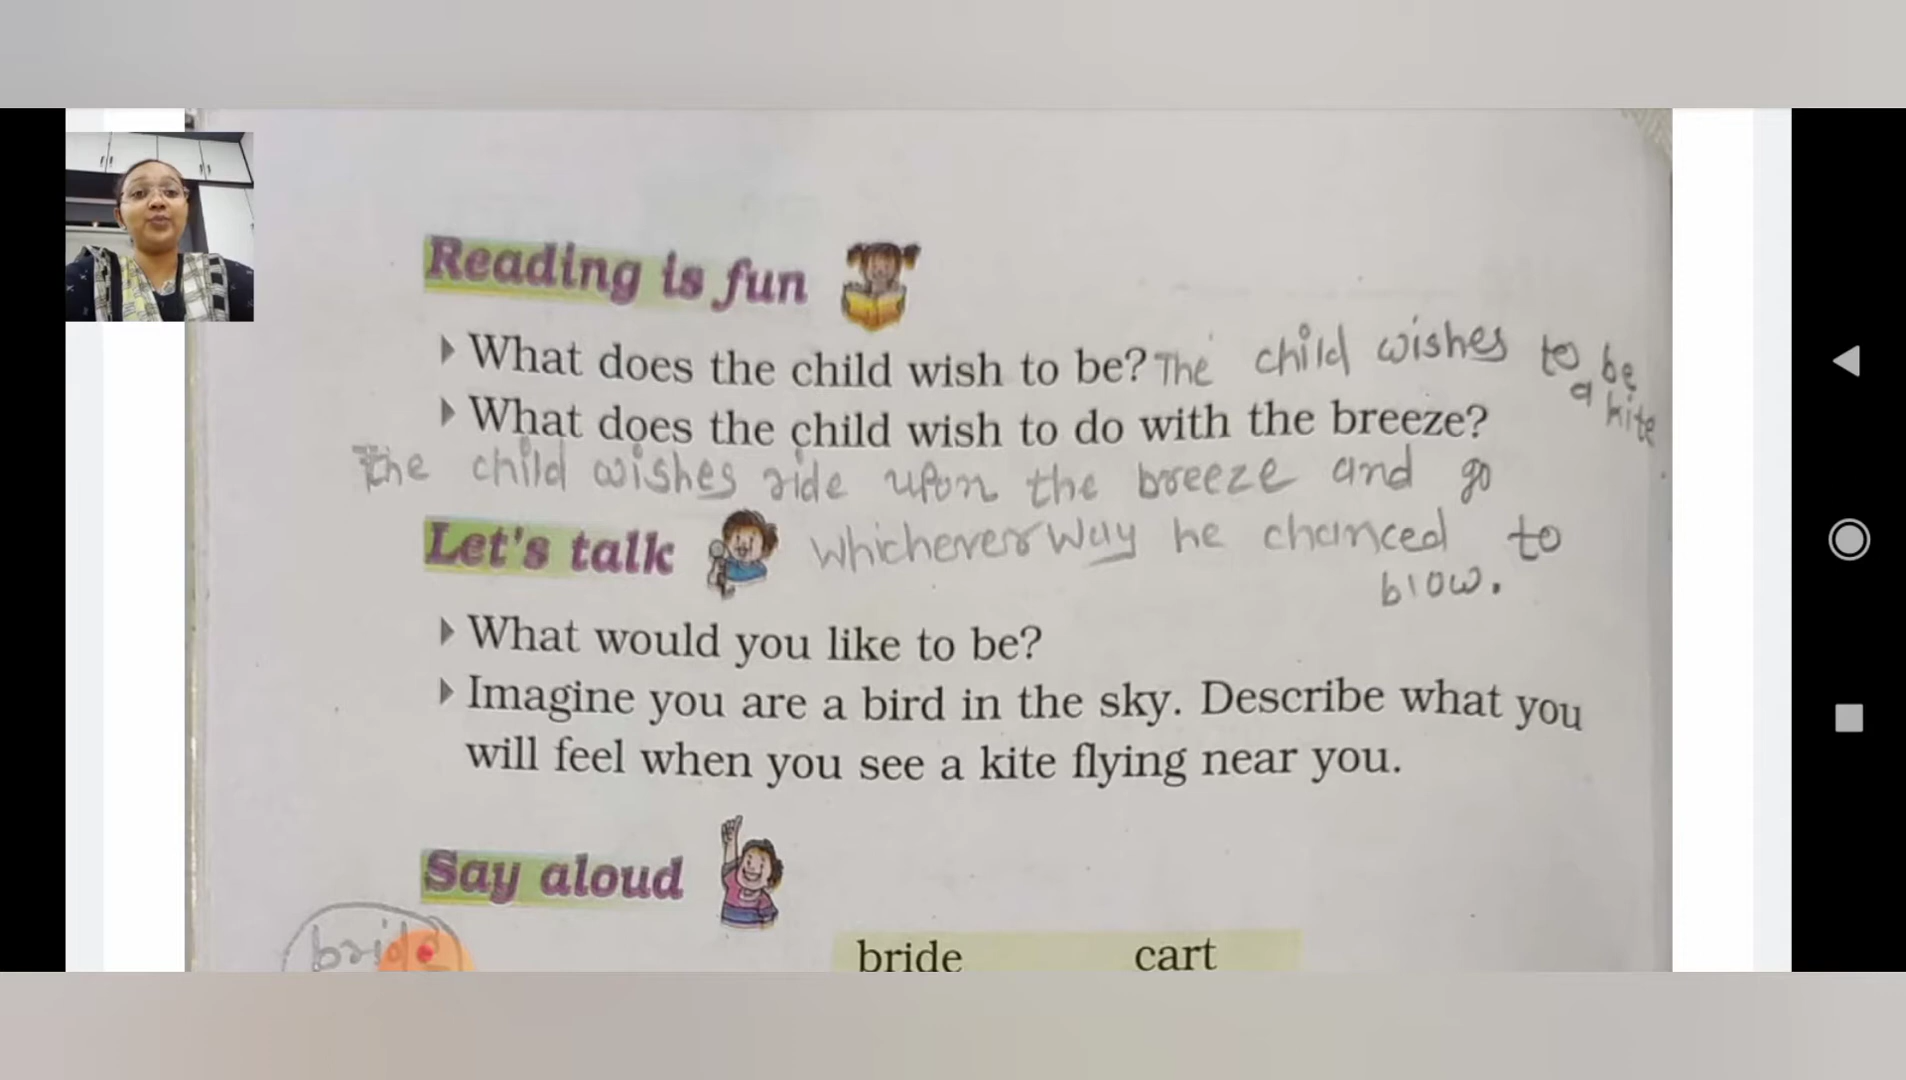 Reading is fun
What does the child wish to be? The child wishes to be
a kite
What does the child wish to do with the breeze?
The child wishes ride upon the breeze and go
Let's talk whichever way he chanced to
blow.
What would you like to be?
Imagine you are a bird in the sky. Describe what you
will feel when you see a kite flying near you.
Say aloud
bride
bride cart